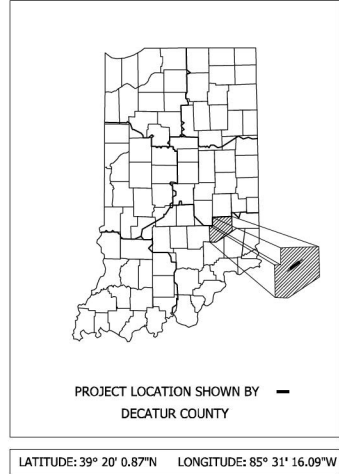 PROJECT LOCATION SHOWN BY
DECATUR COUNTY
LATITUDE: 39° 20' 0.87"N LONGITUDE: 85° 31' 16.09"W